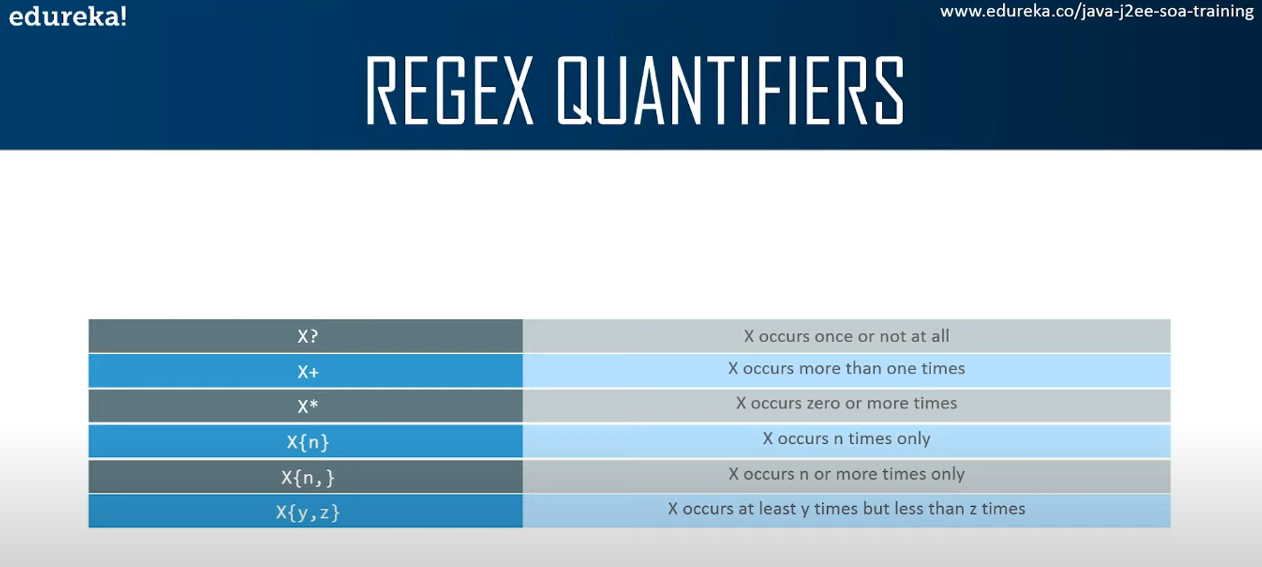 edureka!
www.edureka.co/java-j2ee-soa-training
REGEX QUANTIFIERS
X? X occurs once or not at all
X+ X occurs more than one times
X* X occurs zero or more times
X{n} X occurs n times only
X{n,} X occurs n or more times only
X{y,z} X occurs at least y times but less than z times